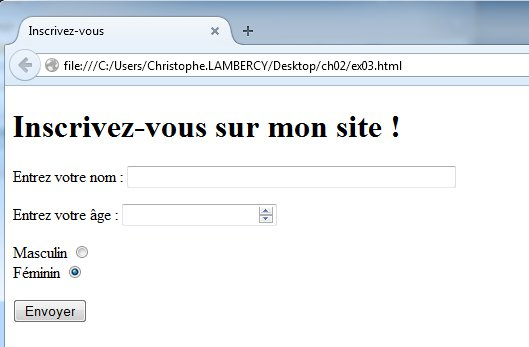 Inscrivez-vous
file:///C:/Users/Christophe.LAMBERCY/Desktop/ch02/ex03.html
Inscrivez-vous sur mon site !
Entrez votre nom :
Entrez votre âge :
Masculin
Féminin
Envoyer